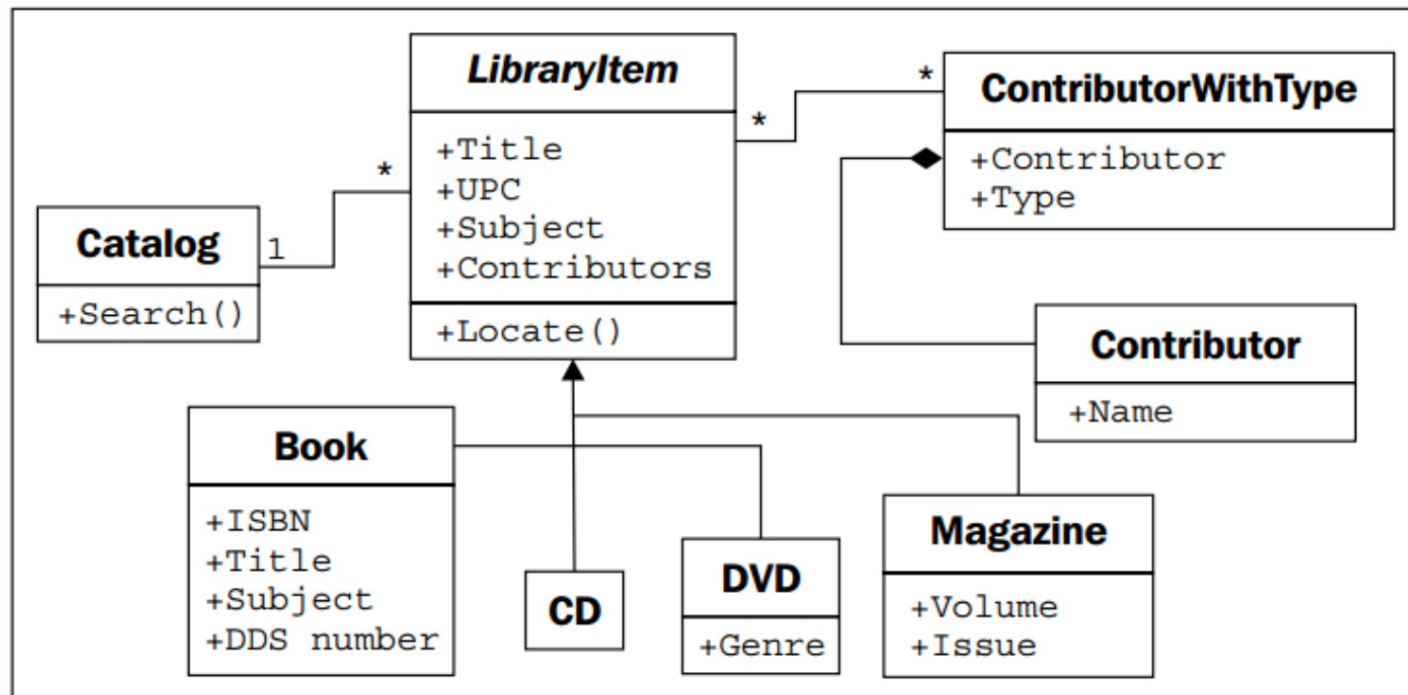 LibraryItem
+Title
+UPC
+Subject
+Contributors
+Locate()
*
*
*
1
ContributorWithType
+Contributor
+Type
Catalog
+Search()
Contributor
+Name
Book
+ISBN
+Title
+Subject
+DDS number
CD
DVD
+Genre
Magazine
+Volume
+Issue